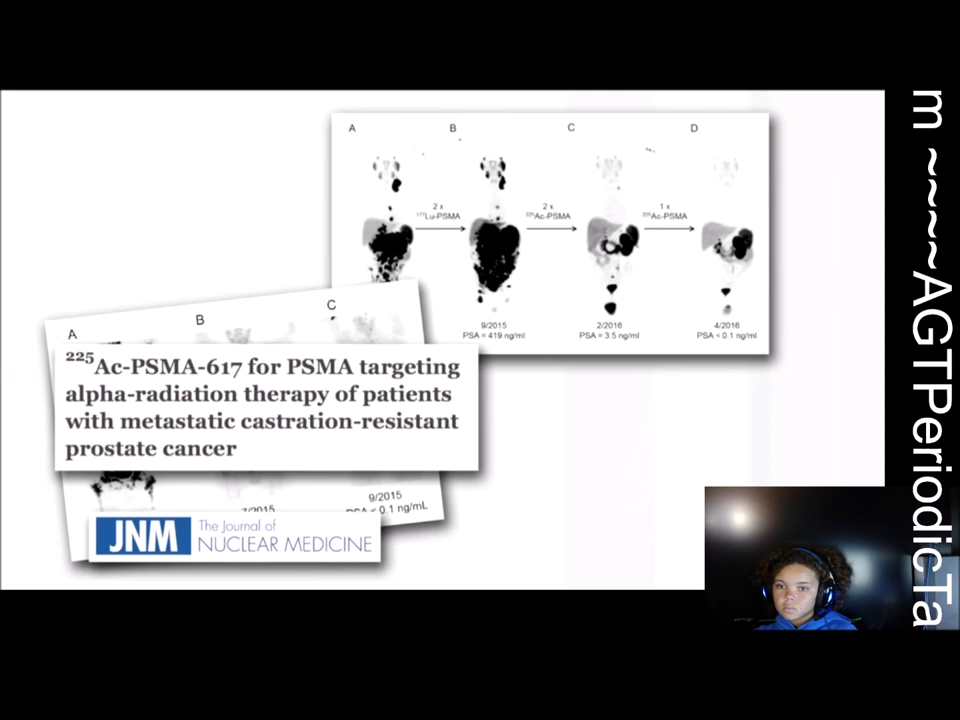 A B C D
2 x
177Lu-PSMA
2 x
225Ac-PSMA
1 x
225Ac-PSMA
9/2015
PSA = 419 ng/ml
2/2016
PSA = 3.5 ng/ml
4/2016
PSA < 0.1 ng/ml
A B C
225Ac-PSMA-617 for PSMA targeting
alpha-radiation therapy of patients
with metastatic castration-resistant
prostate cancer
9/2015
< 0.1 ng/mL
JNM The Journal of
NUCLEAR MEDICINE
m ~~~~~AGTPeriodicTa